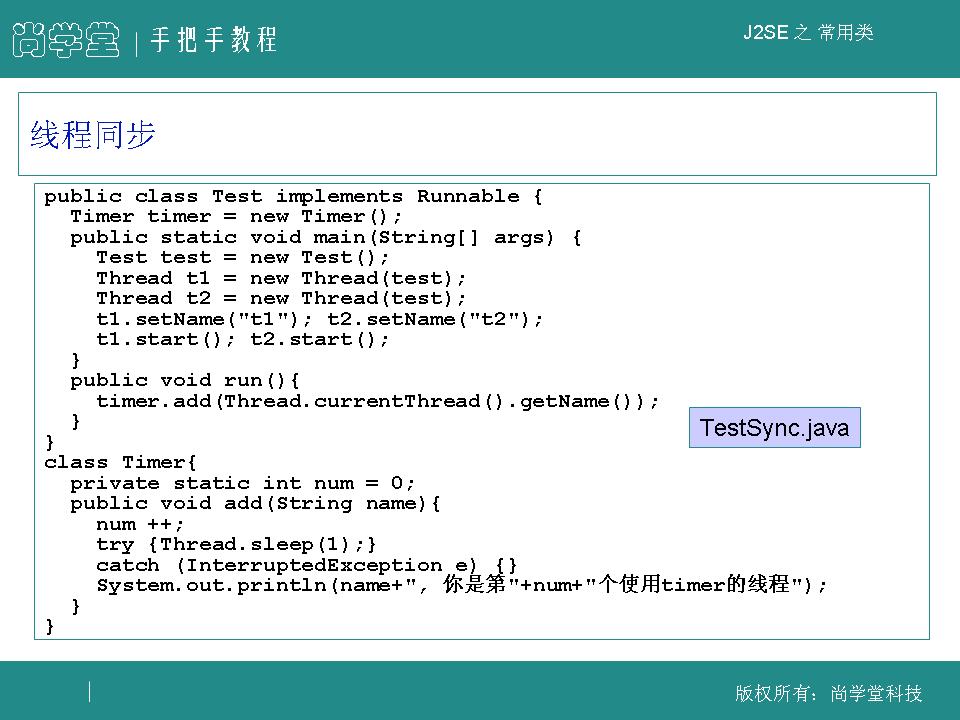 尚学堂 | 手把手教程
J2SE 之 常用类
线程同步
public class Test implements Runnable {
  Timer timer = new Timer();
  public static void main(String[] args) {
    Test test = new Test();
    Thread t1 = new Thread(test);
    Thread t2 = new Thread(test);
    t1.setName("t1"); t2.setName("t2");
    t1.start(); t2.start();
  }
  public void run(){
    timer.add(Thread.currentThread().getName());
  }
}
TestSync.java
class Timer{
  private static int num = 0;
  public void add(String name){
    num ++;
    try {Thread.sleep(1);}
    catch (InterruptedException e) {}
    System.out.println(name+", 你是第"+num+"个使用timer的线程");
  }
}
版权所有：尚学堂科技